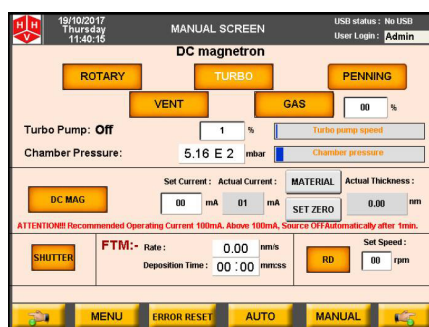 HHV
19/10/2017
Thursday
11:40:15
MANUAL SCREEN
USB status : No USB
User Login : Admin
DC magnetron
ROTARY TURBO PENNING
VENT GAS 00 %
Turbo Pump: Off 1 % Turbo pump speed
Chamber Pressure: 5.16 E 2 mbar Chamber pressure
Set Current : Actual Current : MATERIAL Actual Thickness :
DC MAG 00 mA 01 mA SET ZERO 0.00 nm
ATTENTION!!! Recommended Operating Current 100mA. Above 100mA, Source OFFAutomatically after 1min.
SHUTTER FTM:- Rate : 0.00 nm/s
Deposition Time : 00 : 00 mm:ss
RD Set Speed :
00 rpm
MENU ERROR RESET AUTO MANUAL